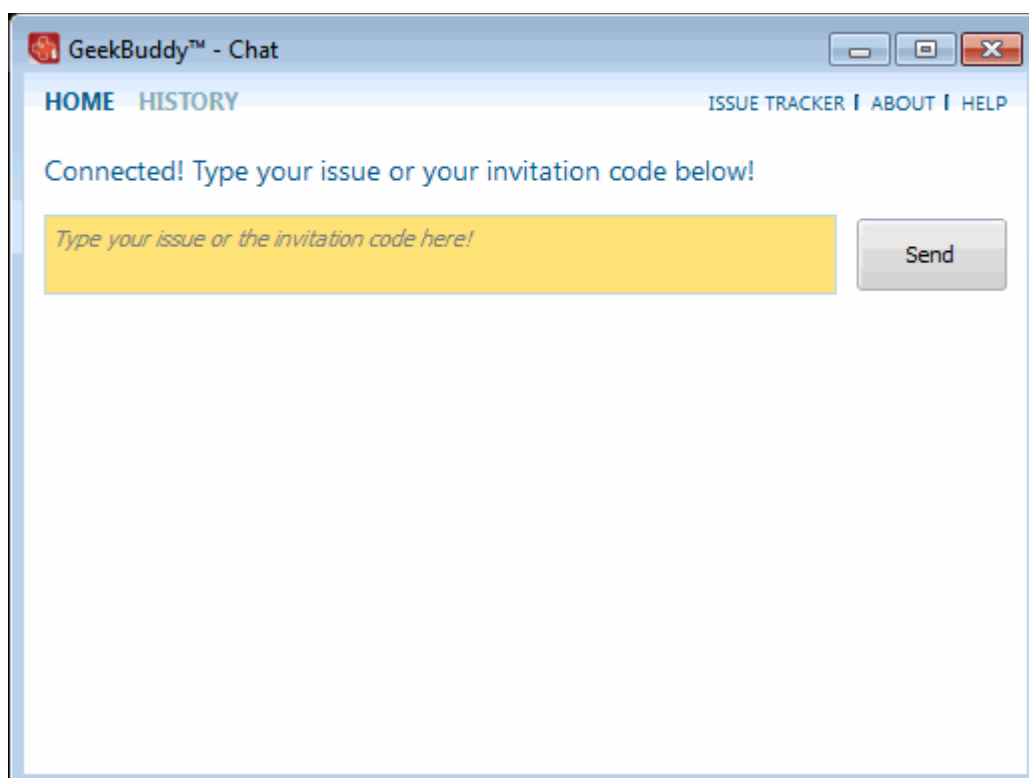 GeekBuddy™ - Chat
HOME HISTORY ISSUE TRACKER | ABOUT | HELP
Connected! Type your issue or your invitation code below!
Type your issue or the invitation code here!
Send